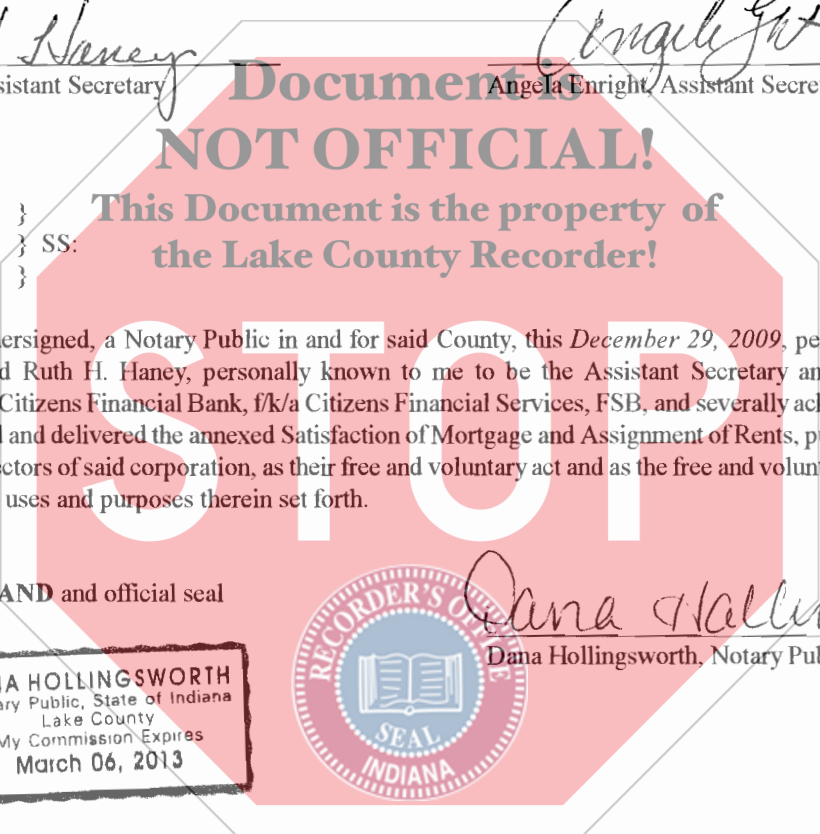 Haney
Assistant Secretary
Angela Enright, Assistant Secre
Document is
NOT OFFICIAL!
This Document is the property of
the Lake County Recorder!
}
} SS:
}
STOP
ersigned, a Notary Public in and for said County, this December 29, 2009, pe
d Ruth H. Haney, personally known to me to be the Assistant Secretary an
Citizens Financial Bank, f/k/a Citizens Financial Services, FSB, and severally ack
and delivered the annexed Satisfaction of Mortgage and Assignment of Rents, pu
ectors of said corporation, as their free and voluntary act and as the free and volunt
uses and purposes therein set forth.
AND and official seal
Dana
Dana Hollingsworth, Notary Pub
RECORDER'S OFFICE
SEAL
INDIANA
NA HOLLINGSWORTH
ary Public, State of Indiana
Lake County
My Commission Expires
March 06, 2013